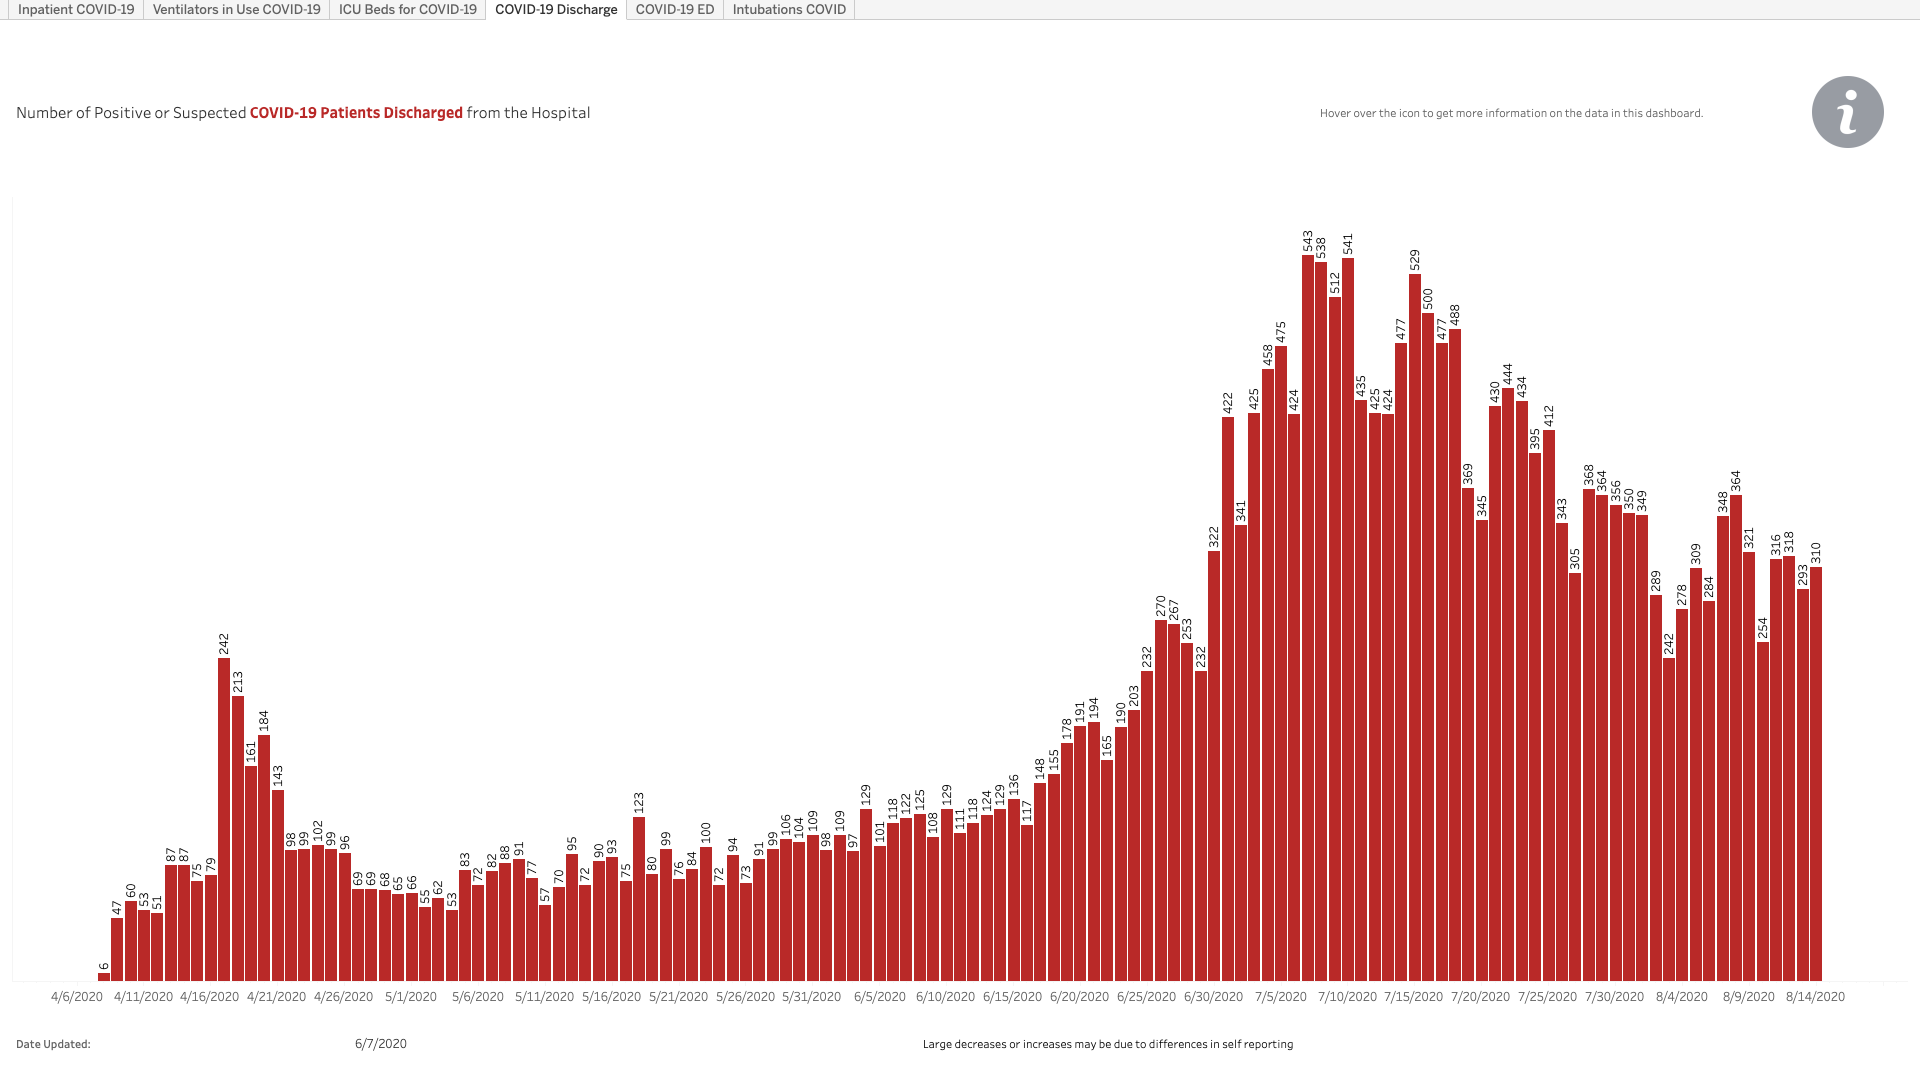 Inpatient COVID-19 Ventilators in Use COVID-19 ICU Beds for COVID-19 COVID-19 Discharge COVID-19 ED Intubations COVID
Number of Positive or Suspected COVID-19 Patients Discharged from the Hospital
Hover over the icon to get more information on the data in this dashboard.
i
6 47 60 53 51 87 87 75 79 242 213 161 184 143 98 99 102 99 96 69 69 68 65 66 55 62 53 83 72 82 88 91 77 57 70 95 72 90 93 75 123 80 99 76 84 100 72 94 73 91 99 106 104 109 98 109 97 129 101 118 122 125 108 129 111 118 124 129 136 117 148 155 178 191 194 165 190 203 232 270 267 253 232 322 422 341 425 458 475 424 543 538 512 541 435 425 424 477 529 500 477 488 369 345 430 444 434 395 412 343 305 368 364 356 350 349 289 242 278 309 284 348 364 321 254 316 318 293 310
4/6/2020 4/11/2020 4/16/2020 4/21/2020 4/26/2020 5/1/2020 5/6/2020 5/11/2020 5/16/2020 5/21/2020 5/26/2020 5/31/2020 6/5/2020 6/10/2020 6/15/2020 6/20/2020 6/25/2020 6/30/2020 7/5/2020 7/10/2020 7/15/2020 7/20/2020 7/25/2020 7/30/2020 8/4/2020 8/9/2020 8/14/2020
Date Updated: 6/7/2020
Large decreases or increases may be due to differences in self reporting